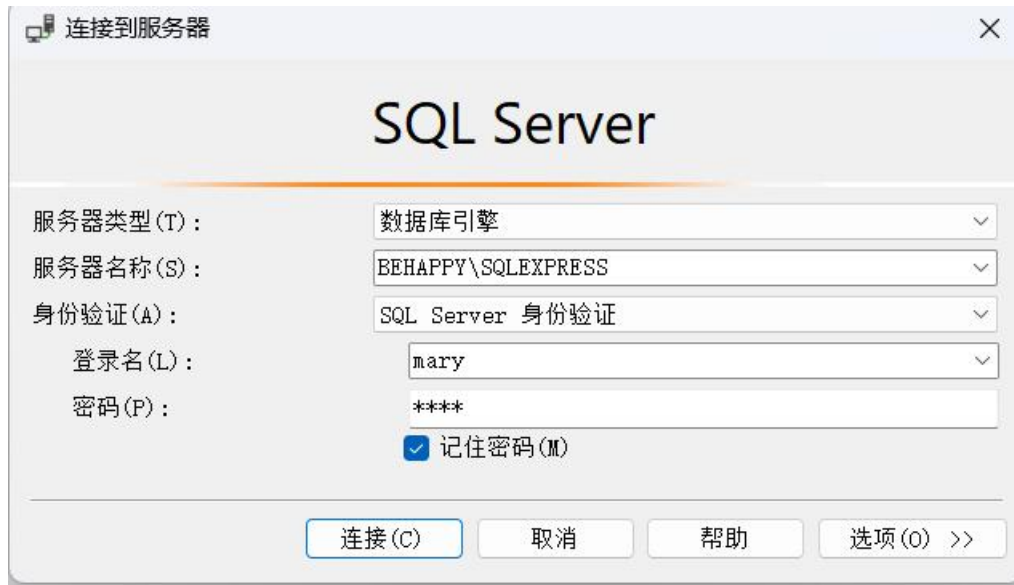 连接到服务器
SQL Server
服务器类型(T): 数据库引擎
服务器名称(S): BEHAPPY\SQLEXPRESS
身份验证(A): SQL Server 身份验证
登录名(L): mary
密码(P): ****
记住密码(M)
连接(C) 取消 帮助 选项(O) >>